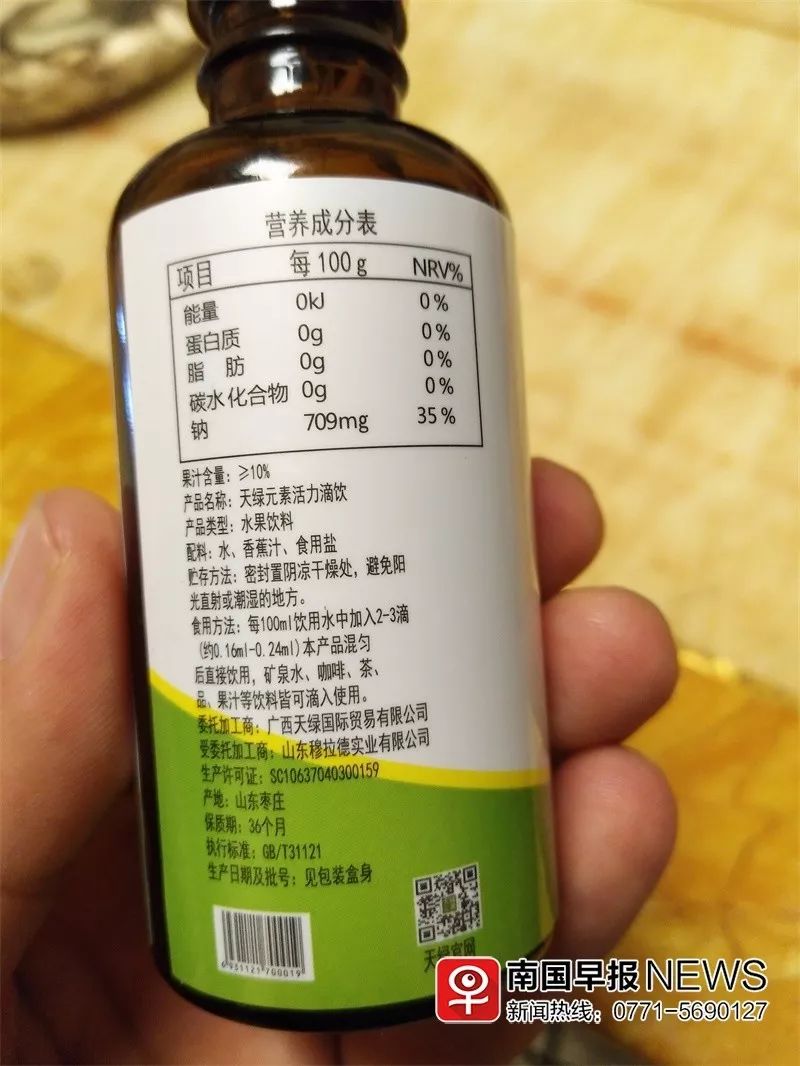 营养成分表
项目 每100g NRV%
能量 0kJ 0%
蛋白质 0g 0%
脂肪 0g 0%
碳水化合物 0g 0%
钠 709mg 35%
果汁含量：≥10%
产品名称：天绿元素活力滴饮
产品类型：水果饮料
配料：水、香蕉汁、食用盐
贮存方法：密封置阴凉干燥处，避免阳
光直射或潮湿的地方。
食用方法：每100ml饮用水中加入2-3滴
(约0.16ml-0.24ml)本产品混匀
后直接饮用，矿泉水、咖啡、茶、
品、果汁等饮料皆可滴入使用。
委托加工商：广西天绿国际贸易有限公司
受委托加工商：山东穆拉德实业有限公司
生产许可证：SC10637040300159
产地：山东枣庄
保质期：36个月
执行标准：GB/T31121
生产日期及批号：见包装盒身
6931121700019
天绿官网
南国早报NEWS
新闻热线：0771-5690127